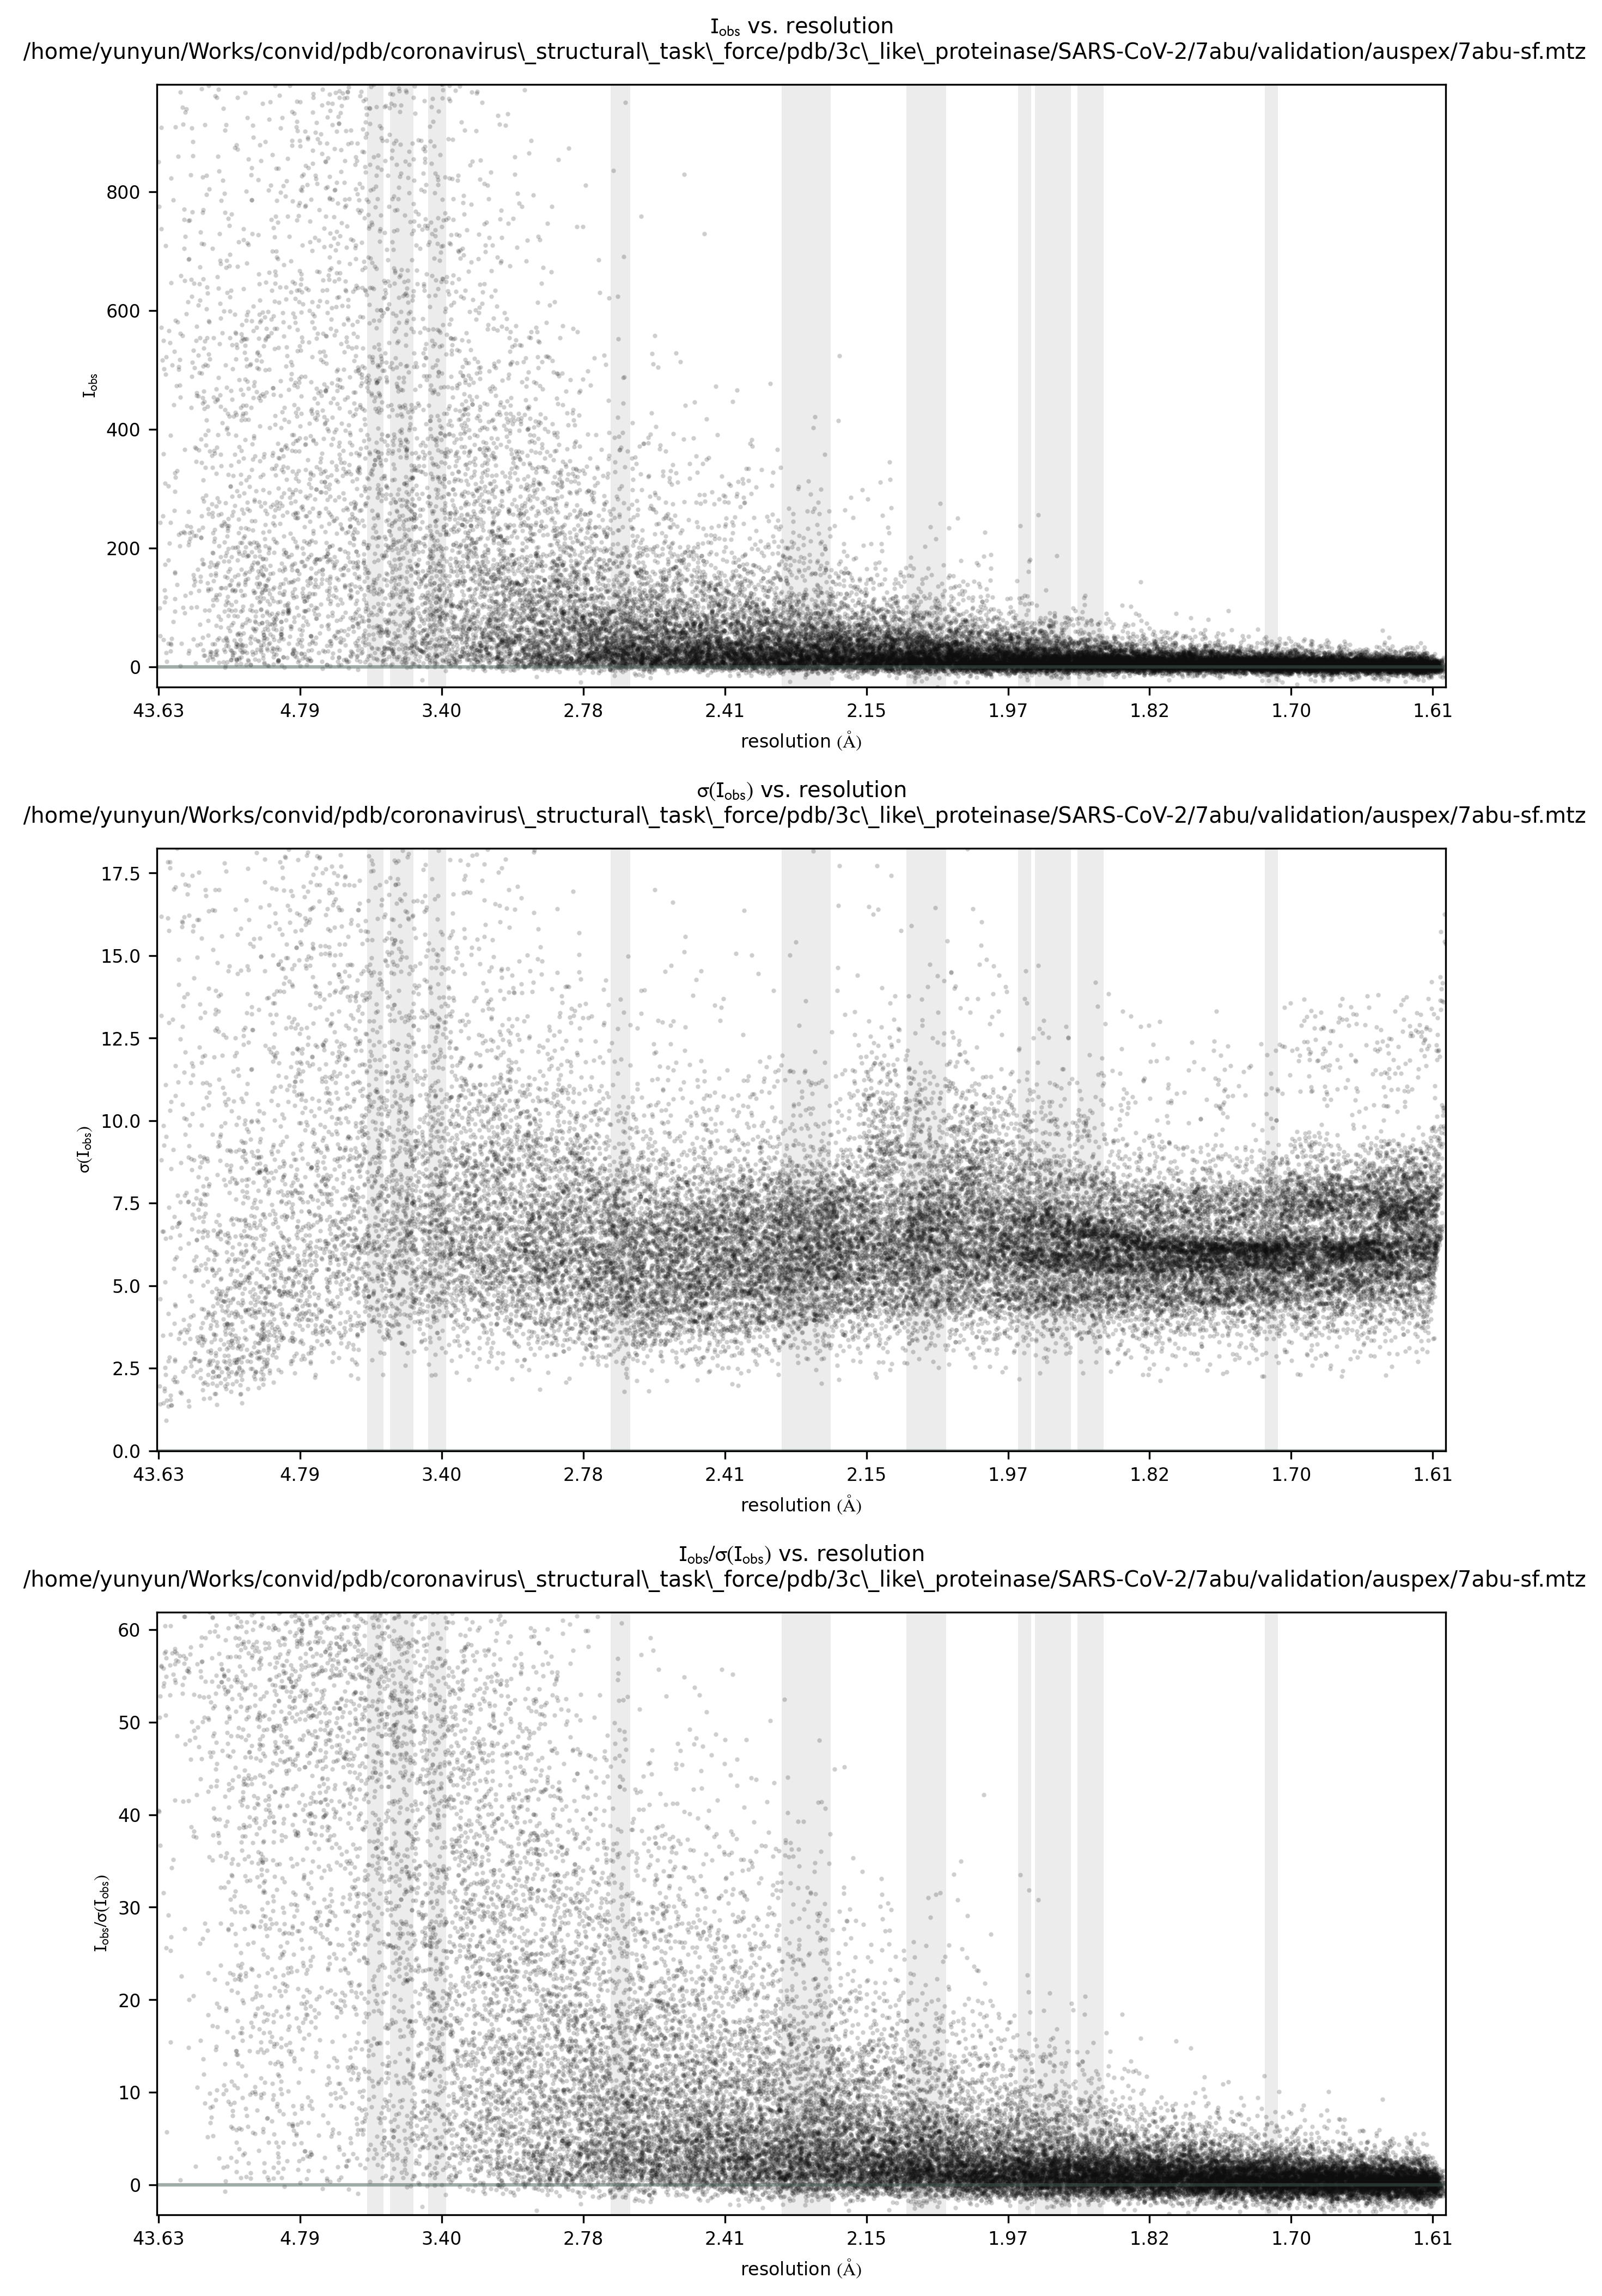 I_obs vs. resolution
/home/yunyun/Works/convid/pdb/coronavirus\_structural\_task\_force/pdb/3c\_like\_proteinase/SARS-CoV-2/7abu/validation/auspex/7abu-sf.mtz
800
600
400
200
0
I_obs
43.63 4.79 3.40 2.78 2.41 2.15 1.97 1.82 1.70 1.61
resolution (Å)
σ(I_obs) vs. resolution
/home/yunyun/Works/convid/pdb/coronavirus\_structural\_task\_force/pdb/3c\_like\_proteinase/SARS-CoV-2/7abu/validation/auspex/7abu-sf.mtz
17.5
15.0
12.5
10.0
7.5
5.0
2.5
0.0
σ(I_obs)
43.63 4.79 3.40 2.78 2.41 2.15 1.97 1.82 1.70 1.61
resolution (Å)
I_obs/σ(I_obs) vs. resolution
/home/yunyun/Works/convid/pdb/coronavirus\_structural\_task\_force/pdb/3c\_like\_proteinase/SARS-CoV-2/7abu/validation/auspex/7abu-sf.mtz
60
50
40
30
20
10
0
I_obs/σ(I_obs)
43.63 4.79 3.40 2.78 2.41 2.15 1.97 1.82 1.70 1.61
resolution (Å)